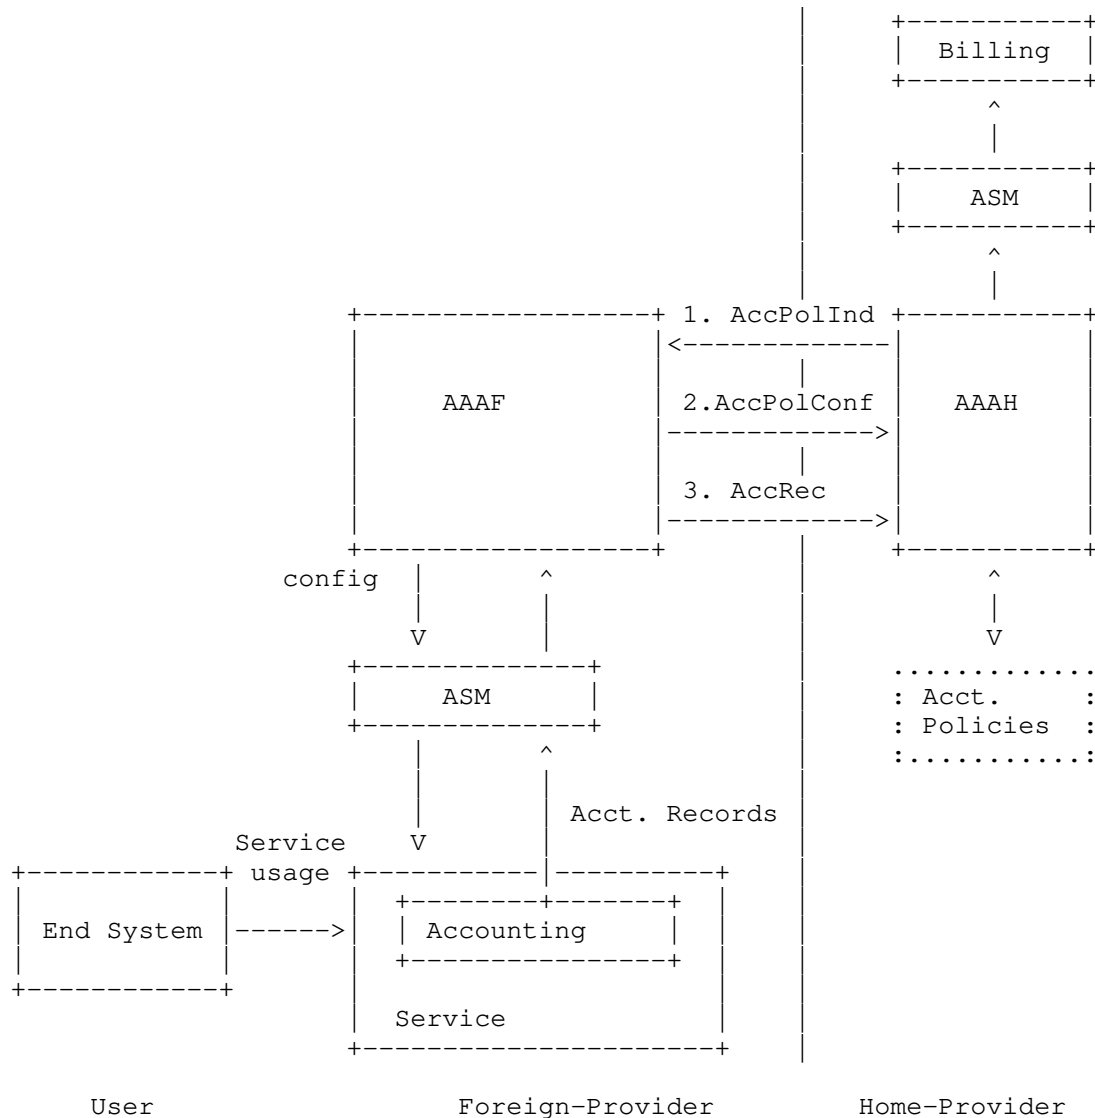 Billing
ASM
1. AccPolInd
AAAF 2.AccPolConf AAAH
3. AccRec
config
V V
ASM Acct.
Policies
Acct. Records
Service V
usage
End System Accounting
Service
User Foreign-Provider Home-Provider